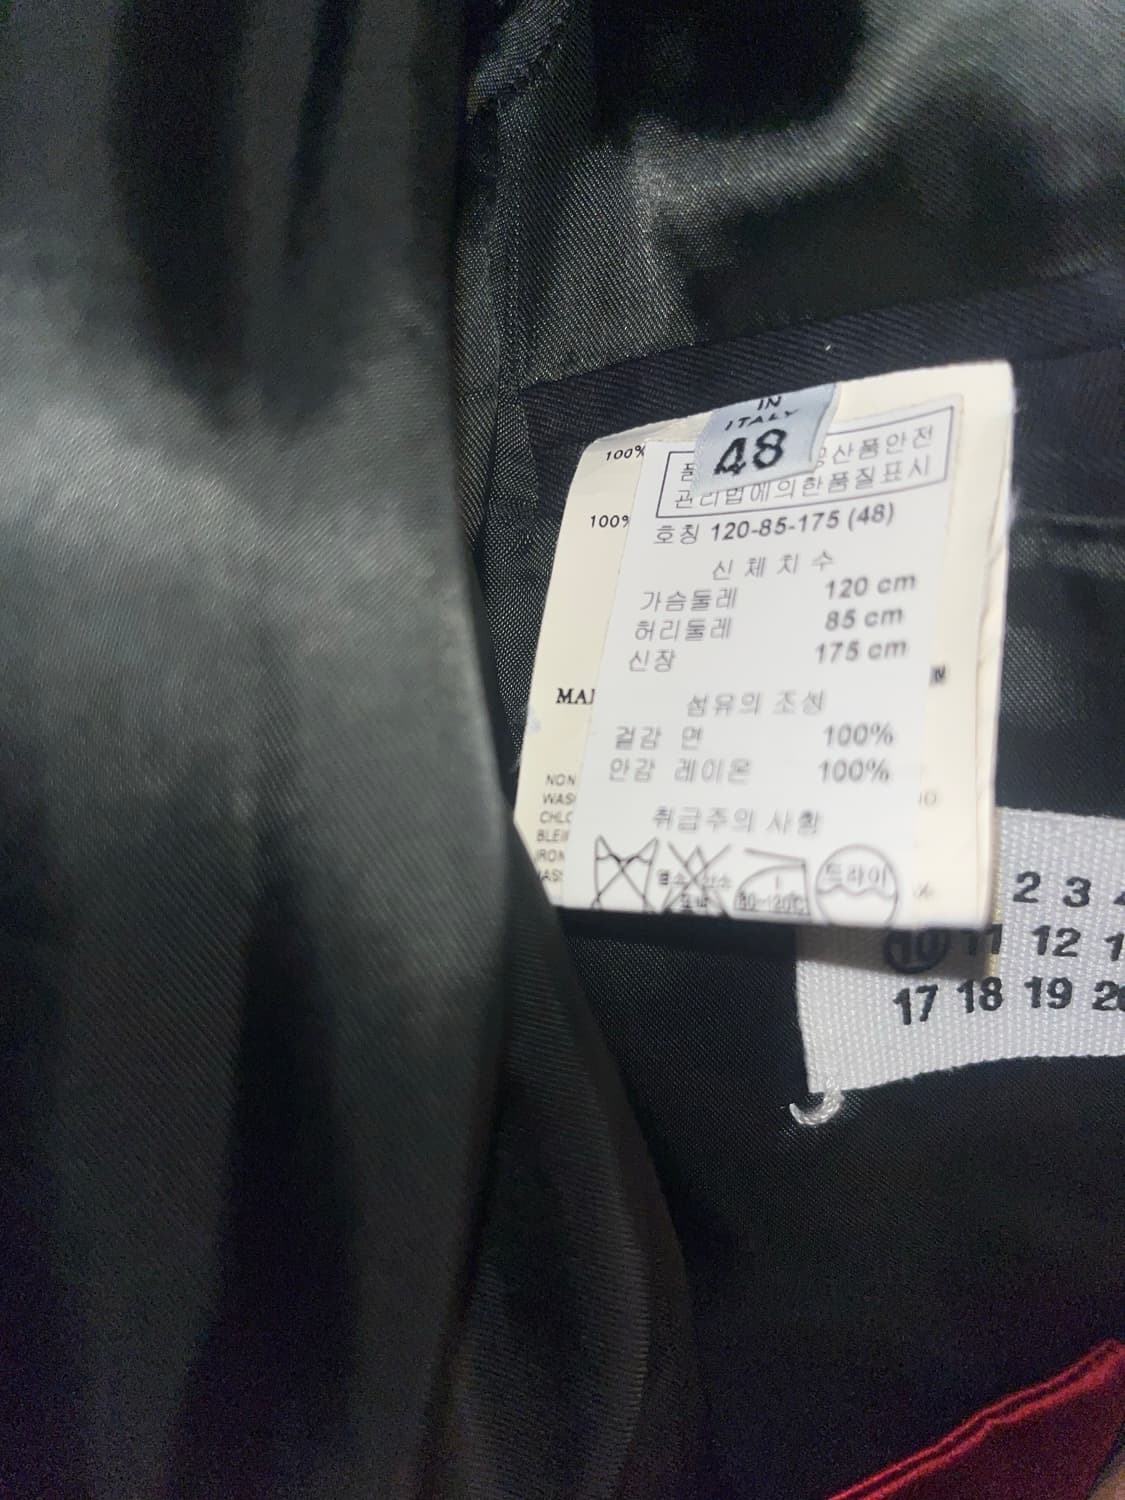 IN
ITALY
48
100%
산품안전
관리법에의한품질표시
100%
호칭 120-85-175 (48)
신체치수
가슴둘레 120 cm
허리둘레 85 cm
신장 175 cm
섬유의 조성
겉감 면 100%
안감 레이온 100%
취급주의 사항
드라이
80~120℃
NON
2 3
10 11 12
17 18 19